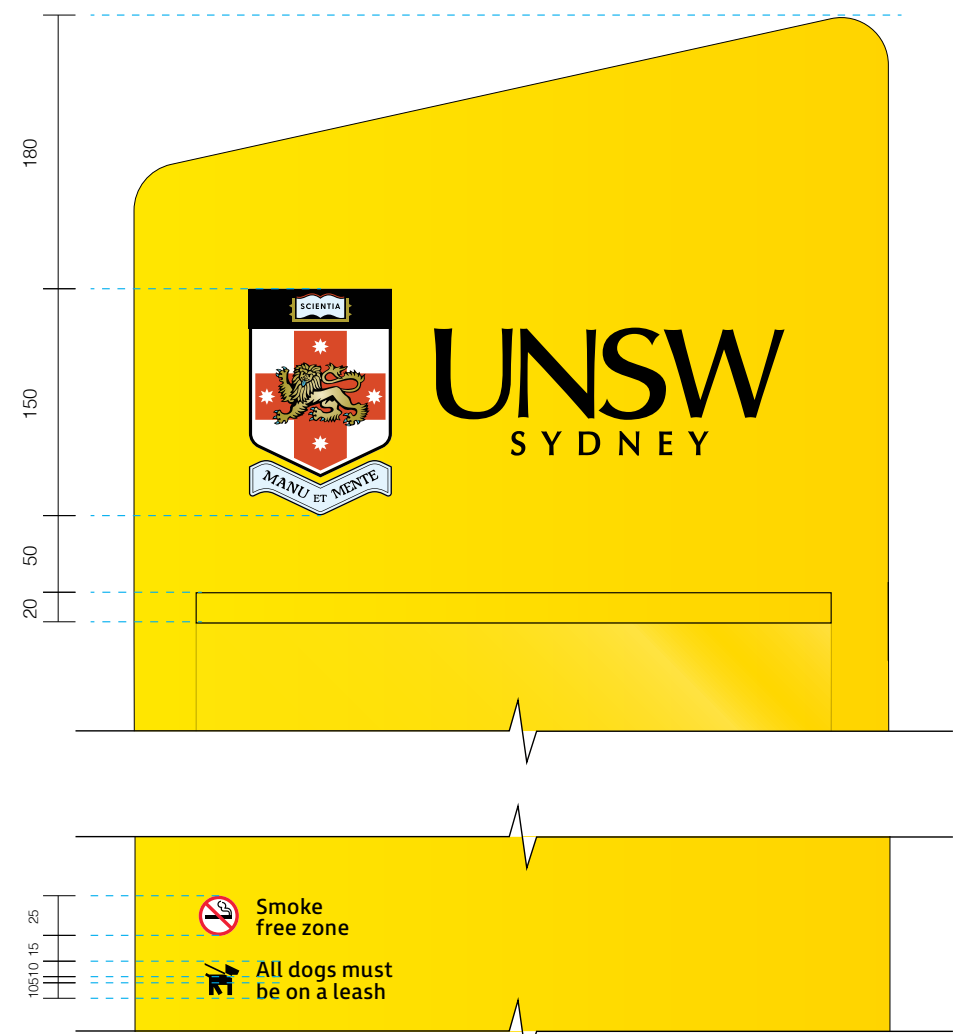 180
SCIENTIA
150
UNSW
SYDNEY
MANU ET MENTE
50
20
25
Smoke
free zone
15
10
All dogs must
5
be on a leash
10